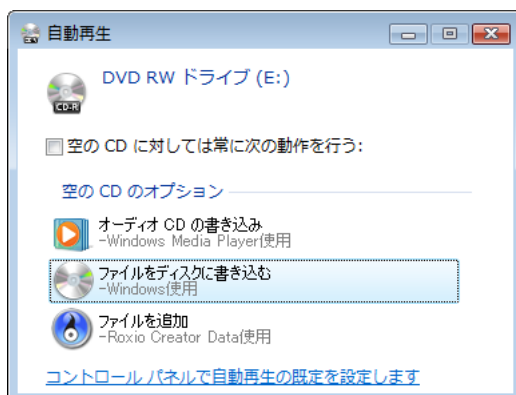 自動再生
DVD RW ドライブ (E:)
CD-R
空の CD に対しては常に次の動作を行う:
空の CD のオプション
オーディオ CD の書き込み
-Windows Media Player使用
ファイルをディスクに書き込む
-Windows使用
ファイルを追加
-Roxio Creator Data使用
コントロール パネルで自動再生の既定を設定します